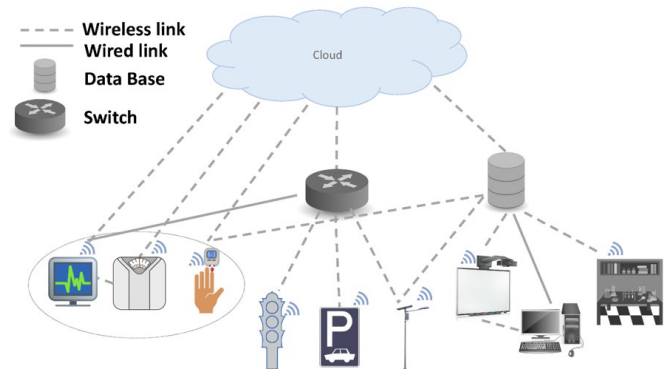 Wireless link
Wired link
Data Base
Switch
Cloud
P